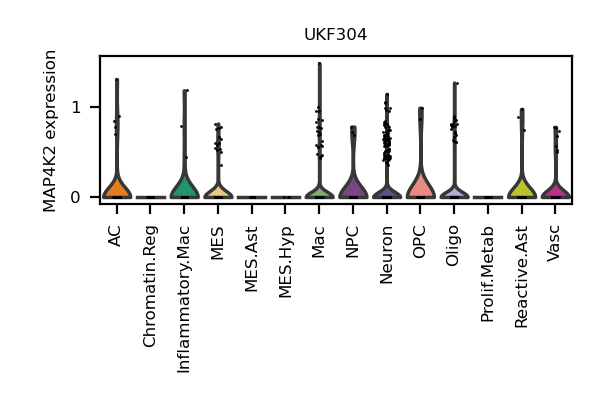 UKF304
MAP4K2 expression
1
0
AC
Chromatin.Reg
Inflammatory.Mac
MES
MES.Ast
MES.Hyp
Mac
NPC
Neuron
OPC
Oligo
Prolif.Metab
Reactive.Ast
Vasc